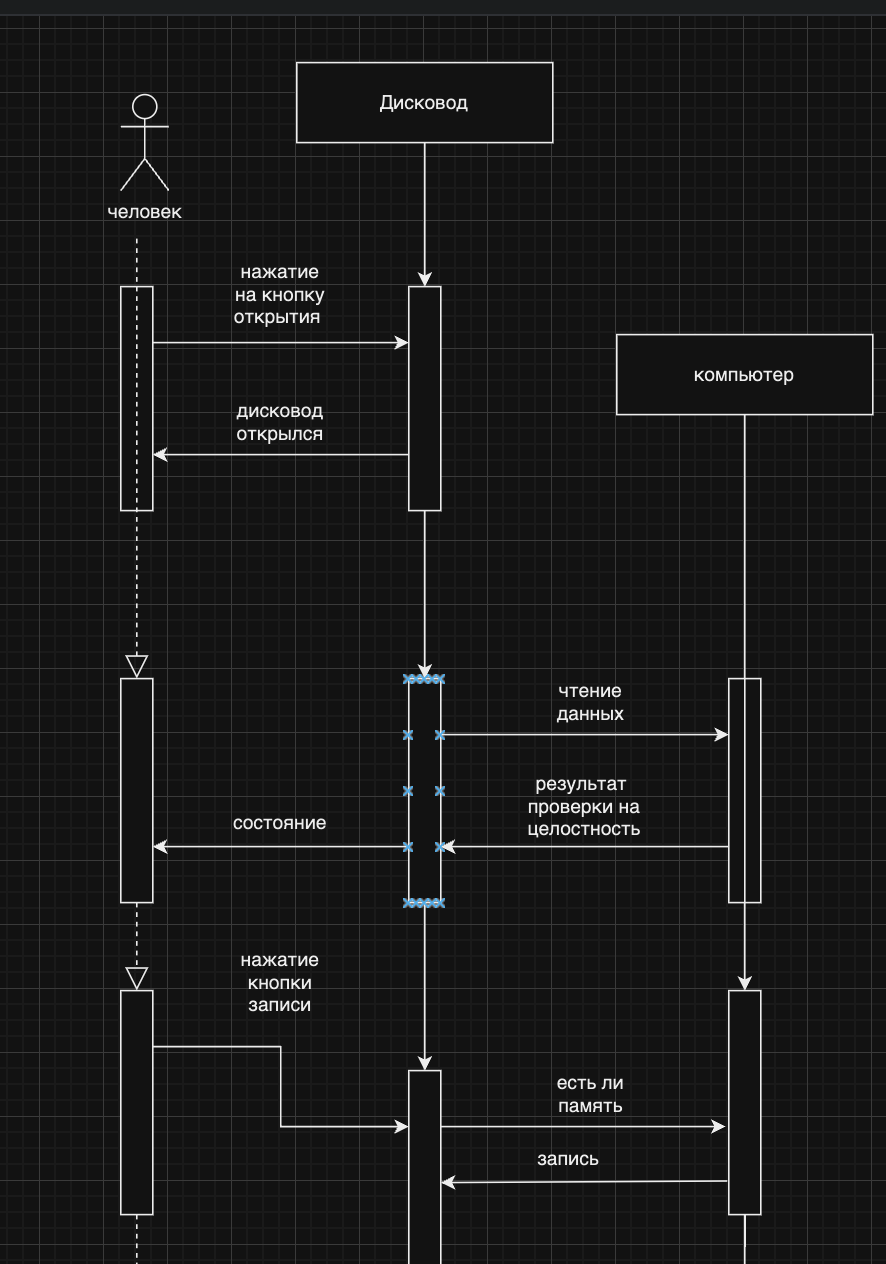 Дисковод
человек
нажатие
на кнопку
открытия
компьютер
дисковод
открылся
чтение
данных
результат
проверки на
целостность
состояние
нажатие
кнопки
записи
есть ли
память
запись